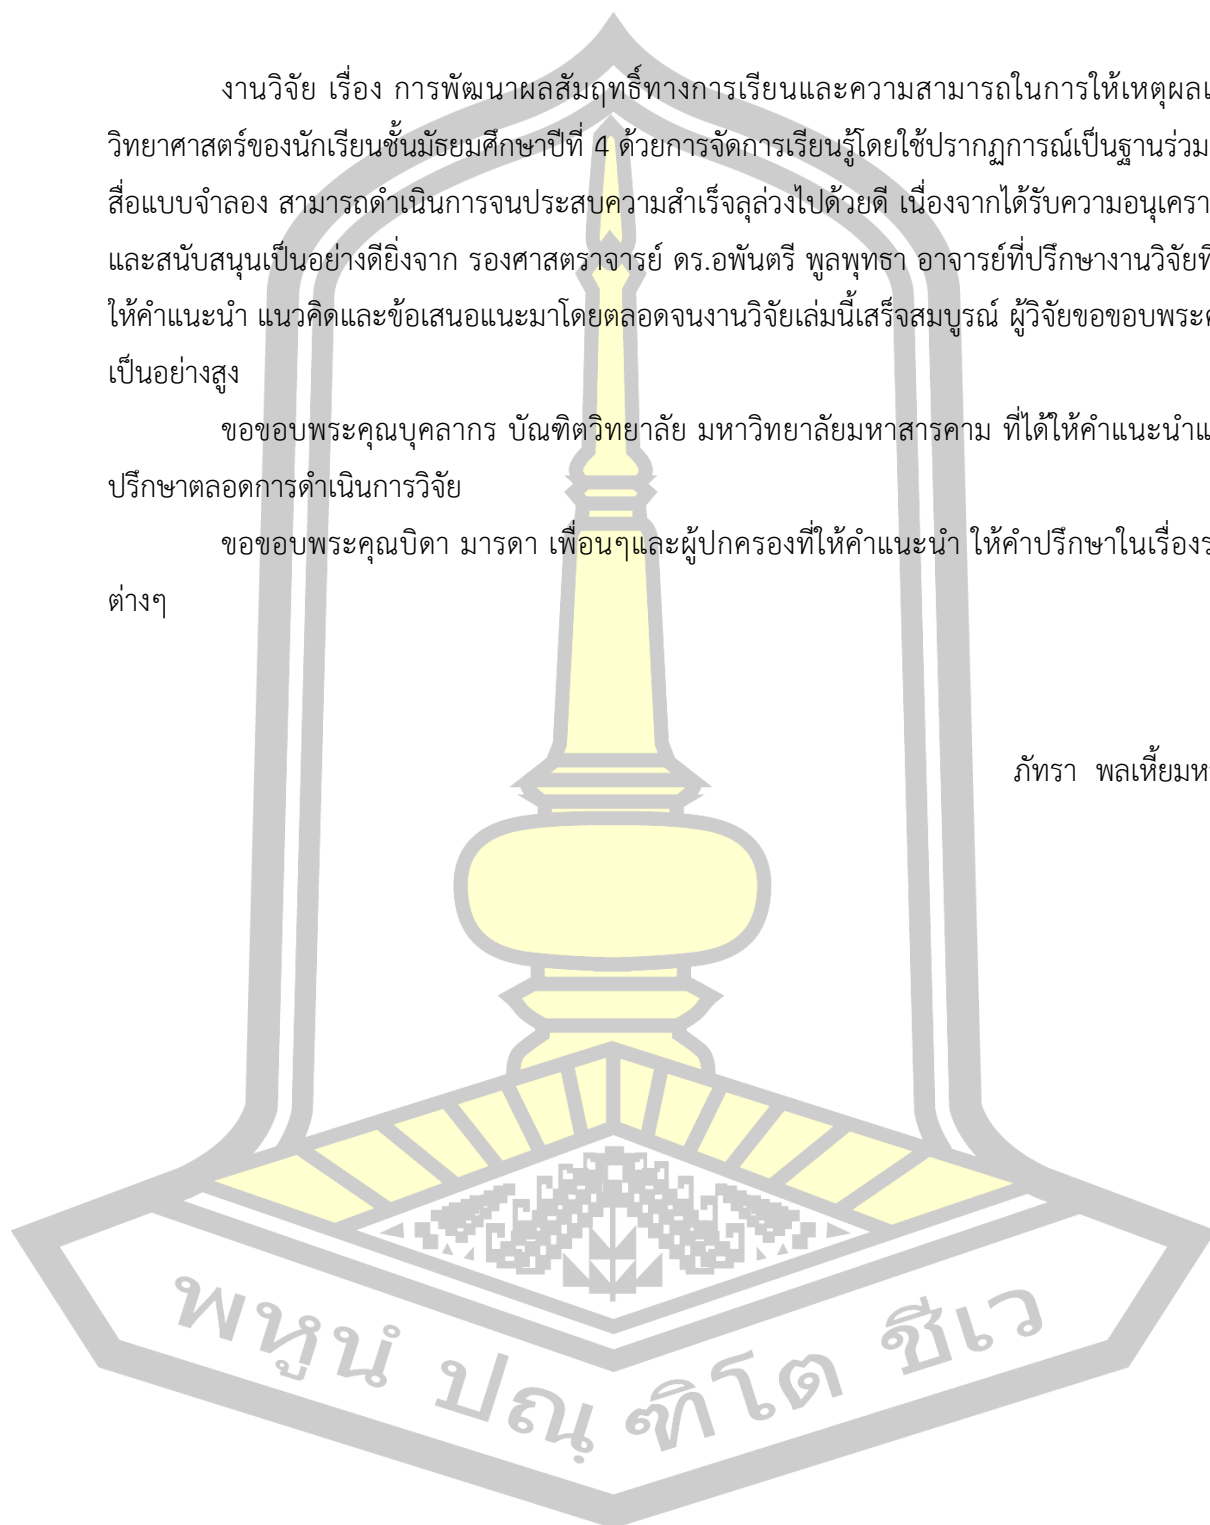 งานวิจัย เรื่อง การพัฒนาผลสัมฤทธิ์ทางการเรียนและความสามารถในการให้เหตุผลเ
วิทยาศาสตร์ของนักเรียนชั้นมัธยมศึกษาปีที่ 4 ด้วยการจัดการเรียนรู้โดยใช้ปรากฏการณ์เป็นฐานร่วม
สื่อแบบจำลอง สามารถดำเนินการจนประสบความสำเร็จลุล่วงไปด้วยดี เนื่องจากได้รับความอนุเครา
และสนับสนุนเป็นอย่างดียิ่งจาก รองศาสตราจารย์ ดร.อพันตรี พูลพุทธา อาจารย์ที่ปรึกษางานวิจัยที
ให้คำแนะนำ แนวคิดและข้อเสนอแนะมาโดยตลอดจนงานวิจัยเล่มนี้เสร็จสมบูรณ์ ผู้วิจัยขอขอบพระค
เป็นอย่างสูง
ขอขอบพระคุณบุคลากร บัณฑิตวิทยาลัย มหาวิทยาลัยมหาสารคาม ที่ได้ให้คำแนะนำแ
ปรึกษาตลอดการดำเนินการวิจัย
ขอขอบพระคุณบิดา มารดา เพื่อนๆและผู้ปกครองที่ให้คำแนะนำ ให้คำปรึกษาในเรื่องร
ต่างๆ
ภัทรา พลเหี้ยมห
พหูนํ ปณฺฑิโต ชีเว